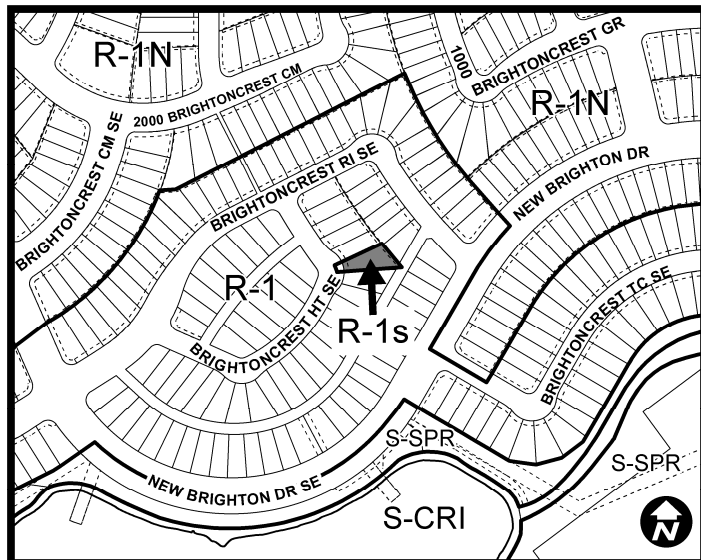 R-1N
2000 BRIGHTONCREST CM
1000
BRIGHTONCREST GR
R-1N
BRIGHTONCREST CM SE
BRIGHTONCREST RI SE
NEW BRIGHTON DR
R-1
R-1s
BRIGHTONCREST HT SE
BRIGHTONCREST TC SE
S-SPR
S-SPR
NEW BRIGHTON DR SE
S-CRI
N